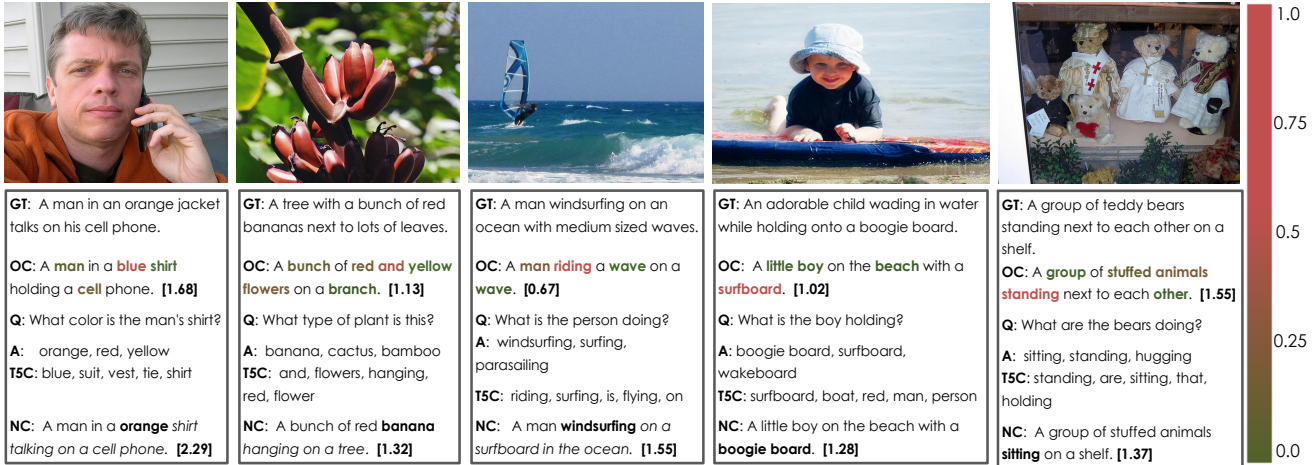 GT: A man in an orange jacket
talks on his cell phone.
OC: A man in a blue shirt
holding a cell phone. [1.68]
Q: What color is the man's shirt?
A: orange, red, yellow
T5C: blue, suit, vest, tie, shirt
NC: A man in a orange shirt
talking on a cell phone. [2.29]
GT: A tree with a bunch of red
bananas next to lots of leaves.
OC: A bunch of red and yellow
flowers on a branch. [1.13]
Q: What type of plant is this?
A: banana, cactus, bamboo
T5C: and, flowers, hanging,
red, flower
NC: A bunch of red banana
hanging on a tree. [1.32]
GT: A man windsurfing on an
ocean with medium sized waves.
OC: A man riding a wave on a
wave. [0.67]
Q: What is the person doing?
A: windsurfing, surfing,
parasailing
T5C: riding, surfing, is, flying, on
NC: A man windsurfing on a
surfboard in the ocean. [1.55]
GT: An adorable child wading in water
while holding onto a boogie board.
OC: A little boy on the beach with a
surfboard. [1.02]
Q: What is the boy holding?
A: boogie board, surfboard,
wakeboard
T5C: surfboard, boat, red, man, person
NC: A little boy on the beach with a
boogie board. [1.28]
GT: A group of teddy bears
standing next to each other on a
shelf.
OC: A group of stuffed animals
standing next to each other. [1.55]
Q: What are the bears doing?
A: sitting, standing, hugging
T5C: standing, are, sitting, that,
holding
NC: A group of stuffed animals
sitting on a shelf. [1.37]
1.0
0.75
0.5
0.25
0.0